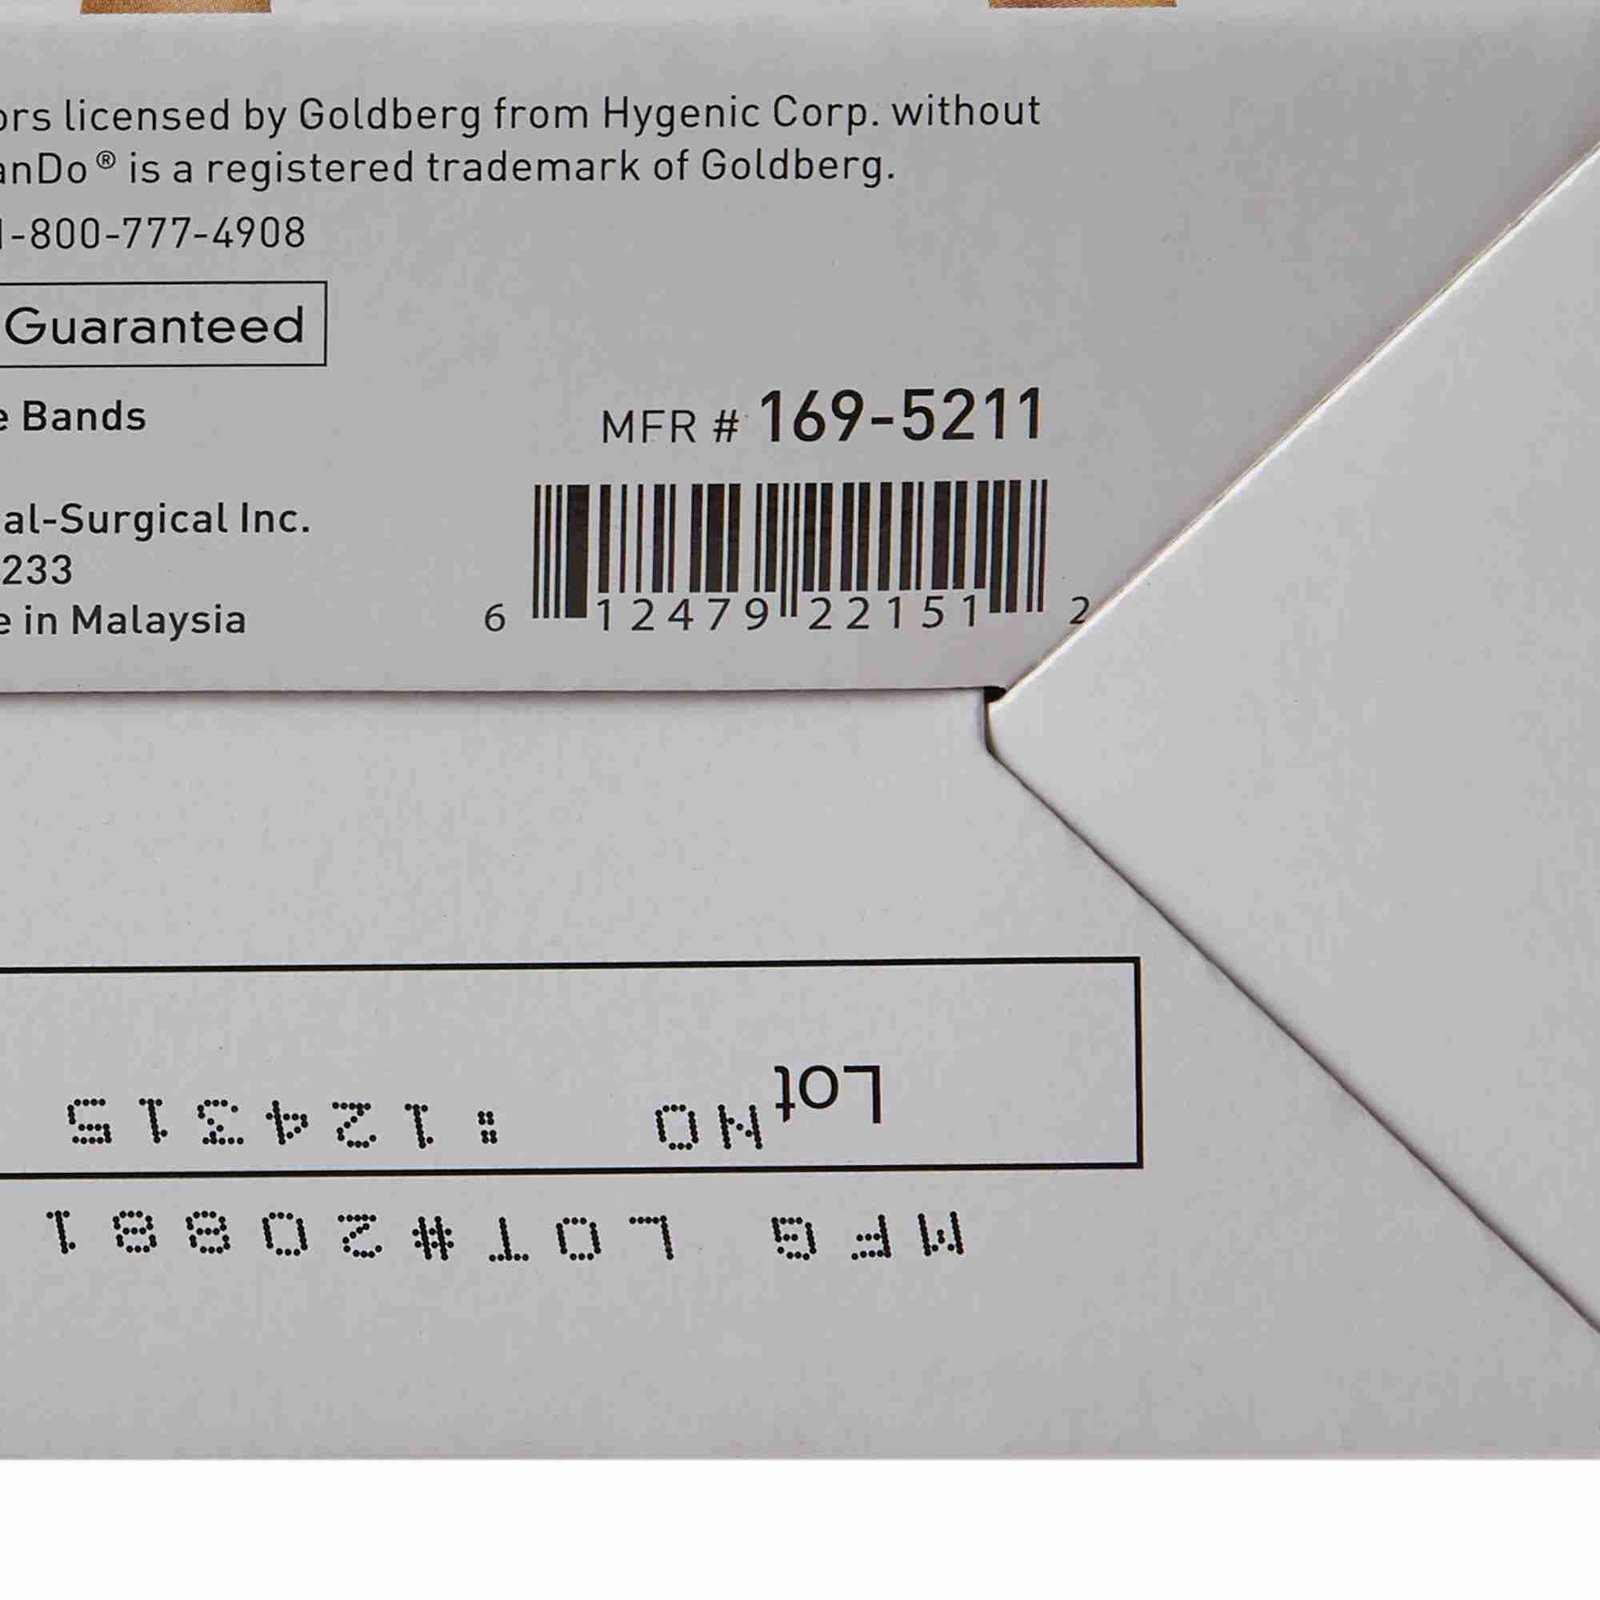 ors licensed by Goldberg from Hygenic Corp. without
anDo® is a registered trademark of Goldberg.
1-800-777-4908
Guaranteed
e Bands
MFR # 169-5211
al-Surgical Inc.
233
e in Malaysia
6 12479 22151 2
Lot
NO :124315
MFG LOT#20881